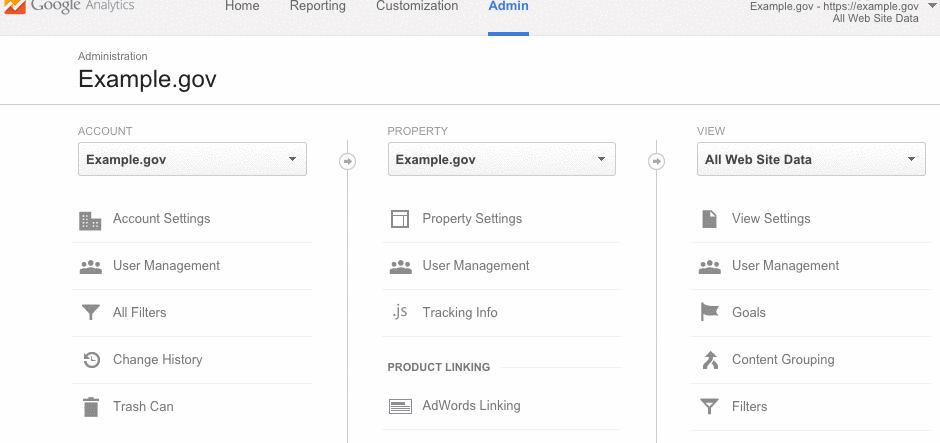 Google Analytics
Home Reporting Customization Admin
Example.gov - https://example.gov
All Web Site Data
Administration
Example.gov
ACCOUNT
Example.gov
Account Settings
User Management
All Filters
Change History
Trash Can
PROPERTY
Example.gov
Property Settings
User Management
.js Tracking Info
PRODUCT LINKING
AdWords Linking
VIEW
All Web Site Data
View Settings
User Management
Goals
Content Grouping
Filters